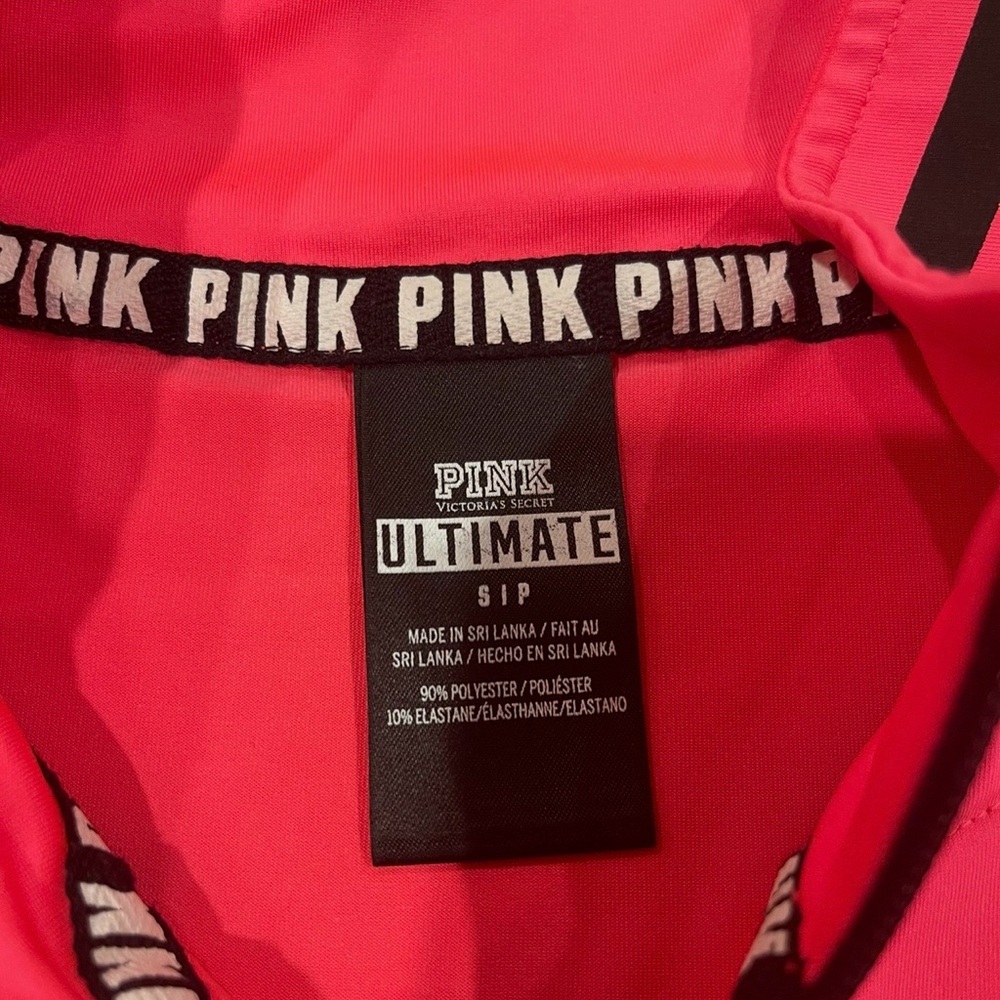 PINK PINK PINK PINK P
PINK
VICTORIA'S SECRET
ULTIMATE
S | P
MADE IN SRI LANKA / FAIT AU
SRI LANKA / HECHO EN SRI LANKA
90% POLYESTER / POLIÉSTER
10% ELASTANE/ÉLASTHANNE/ELASTANO